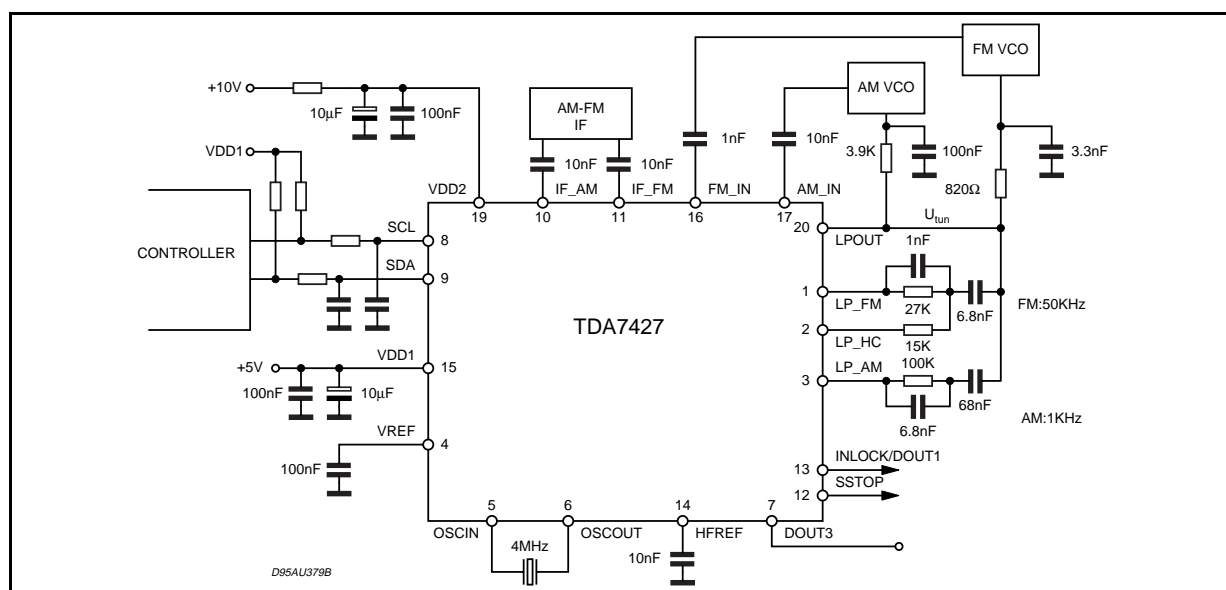 FM VCO
+10V
10µF
100nF
AM-FM
IF
AM VCO
1nF
10nF
3.9K
100nF
3.3nF
VDD1
10nF
10nF
820Ω
VDD2
IF_AM
IF_FM
FM_IN
AM_IN
19
10
11
16
17
20
Utun
LPOUT
CONTROLLER
SCL
8
SDA
9
1nF
1
LP_FM
27K
6.8nF
FM:50KHz
TDA7427
2
LP_HC
15K
VDD1
+5V
15
100nF
10µF
100K
3
LP_AM
68nF
6.8nF
AM:1KHz
VREF
4
100nF
INLOCK/DOUT1
13
SSTOP
12
5
6
14
7
OSCIN
OSCOUT
HFREF
DOUT3
4MHz
10nF
D95AU379B